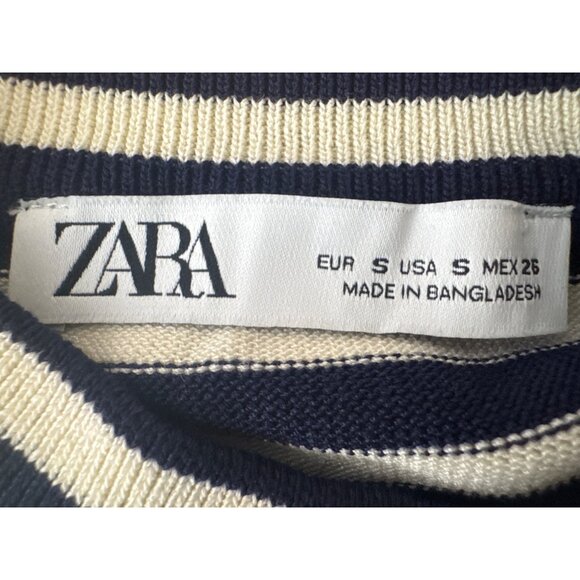 ZARA
EUR S USA S MEX 26
MADE IN BANGLADESH